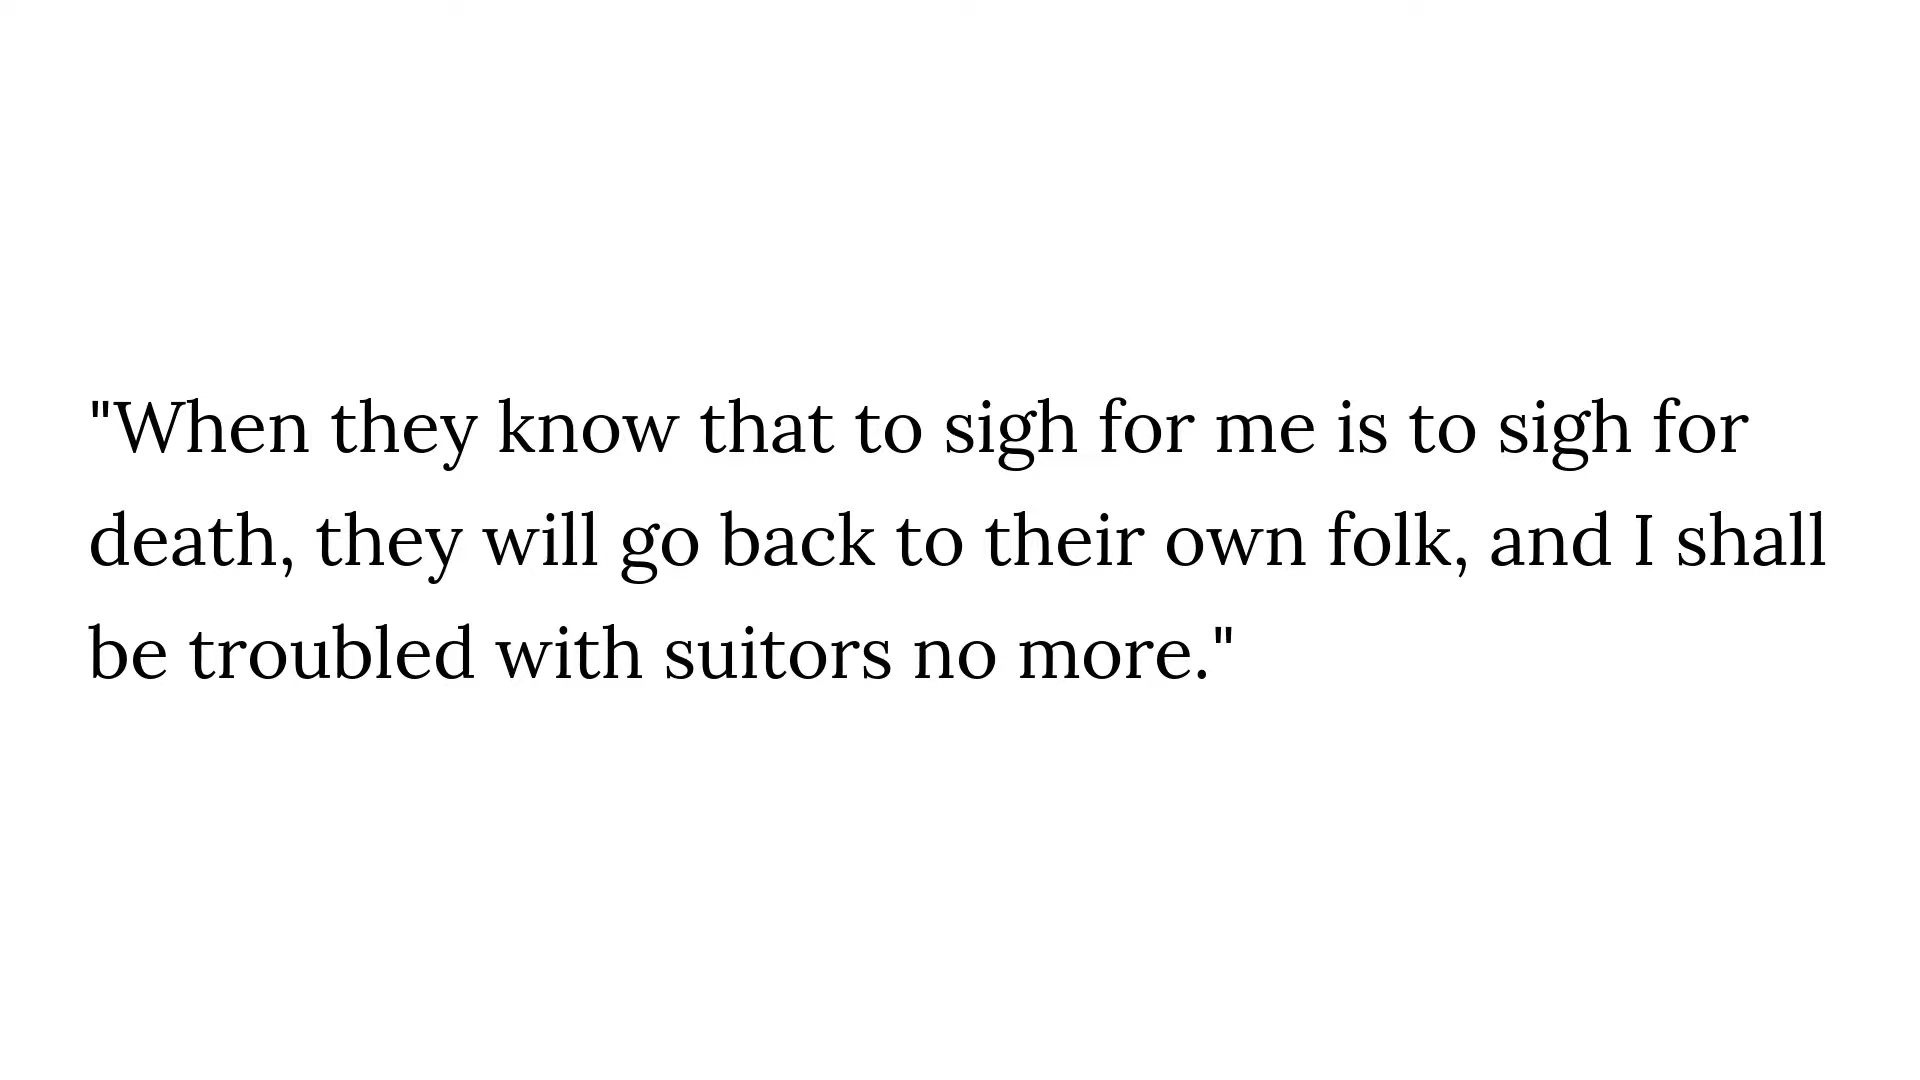 "When they know that to sigh for me is to sigh for
death, they will go back to their own folk, and I shall
be troubled with suitors no more."